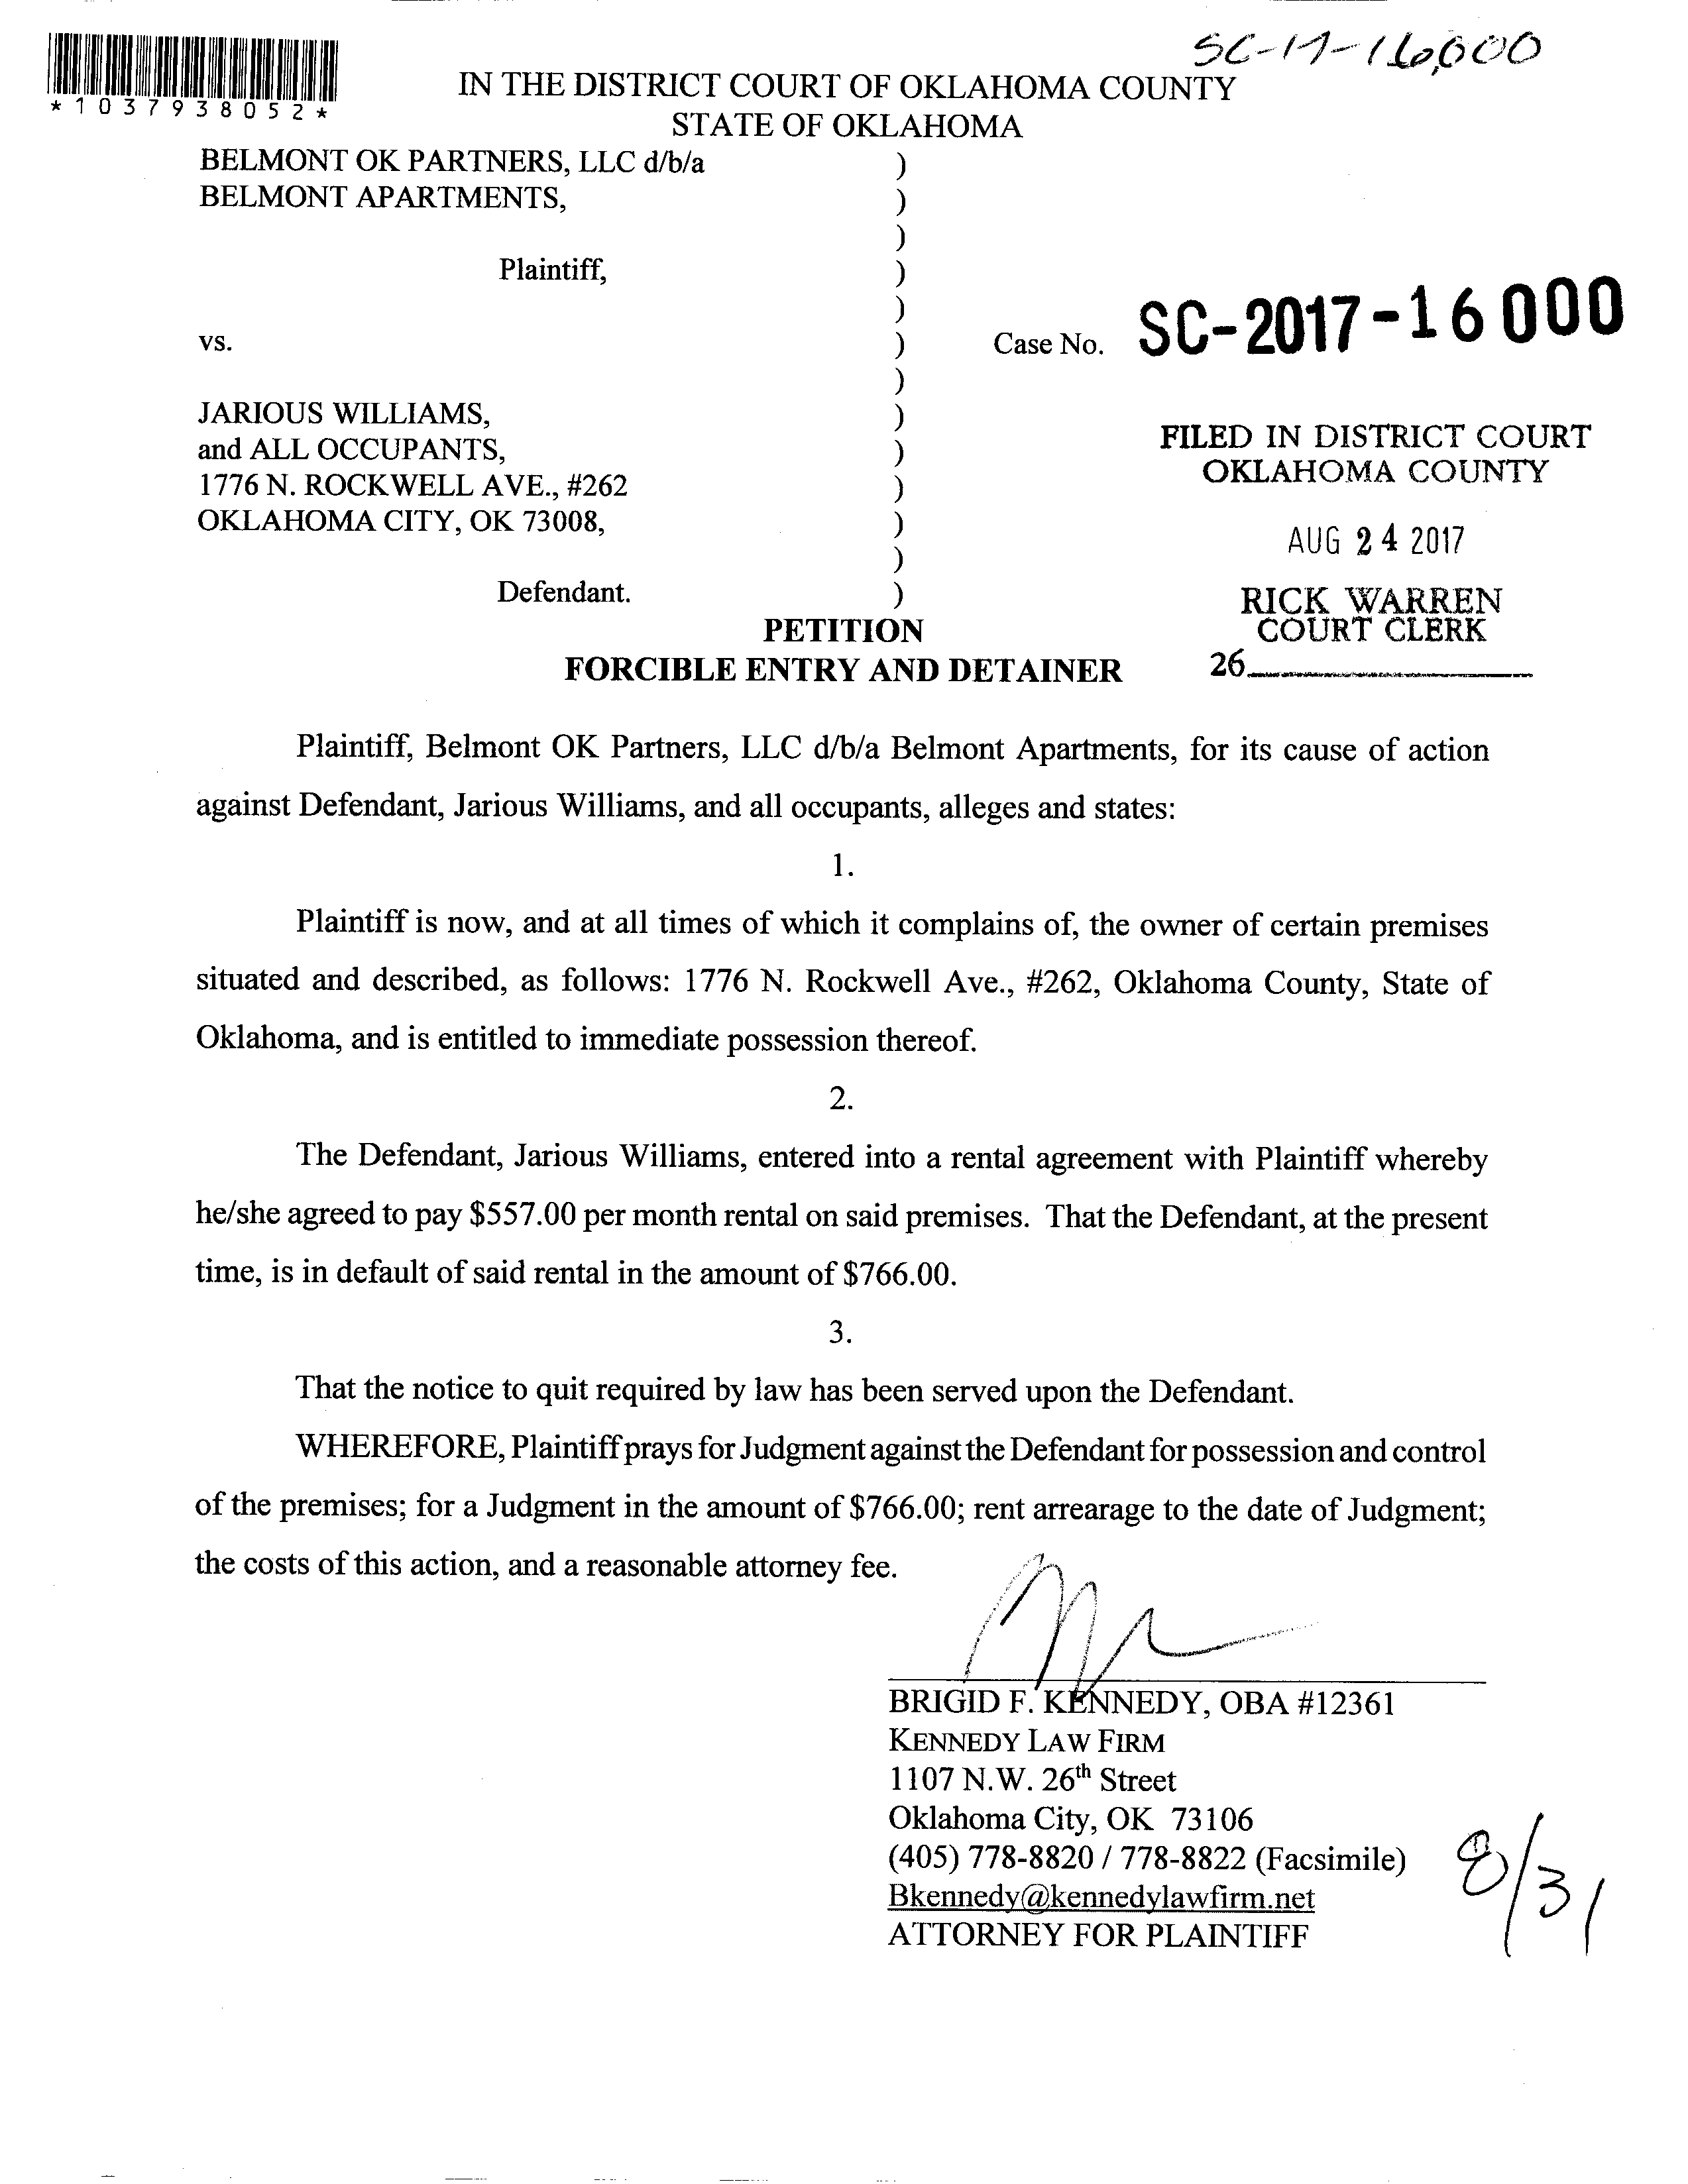 SC-17-16,000
*1037938052*
IN THE DISTRICT COURT OF OKLAHOMA COUNTY
STATE OF OKLAHOMA
BELMONT OK PARTNERS, LLC d/b/a )
BELMONT APARTMENTS, )
)
Plaintiff, )
)
vs. ) Case No. SC-2017-16000
)
JARIOUS WILLIAMS, )
and ALL OCCUPANTS, )
1776 N. ROCKWELL AVE., #262 )
OKLAHOMA CITY, OK 73008, )
)
Defendant. )
FILED IN DISTRICT COURT
OKLAHOMA COUNTY
AUG 24 2017
RICK WARREN
COURT CLERK
26
PETITION
FORCIBLE ENTRY AND DETAINER
Plaintiff, Belmont OK Partners, LLC d/b/a Belmont Apartments, for its cause of action
against Defendant, Jarious Williams, and all occupants, alleges and states:
1.
Plaintiff is now, and at all times of which it complains of, the owner of certain premises
situated and described, as follows: 1776 N. Rockwell Ave., #262, Oklahoma County, State of
Oklahoma, and is entitled to immediate possession thereof.
2.
The Defendant, Jarious Williams, entered into a rental agreement with Plaintiff whereby
he/she agreed to pay $557.00 per month rental on said premises. That the Defendant, at the present
time, is in default of said rental in the amount of $766.00.
3.
That the notice to quit required by law has been served upon the Defendant.
WHEREFORE, Plaintiff prays for Judgment against the Defendant for possession and control
of the premises; for a Judgment in the amount of $766.00; rent arrearage to the date of Judgment;
the costs of this action, and a reasonable attorney fee.
BRIGID F. KENNEDY, OBA #12361
KENNEDY LAW FIRM
1107 N.W. 26th Street
Oklahoma City, OK 73106
(405) 778-8820 / 778-8822 (Facsimile)
Bkennedy@kennedylawfirm.net
ATTORNEY FOR PLAINTIFF
8/31